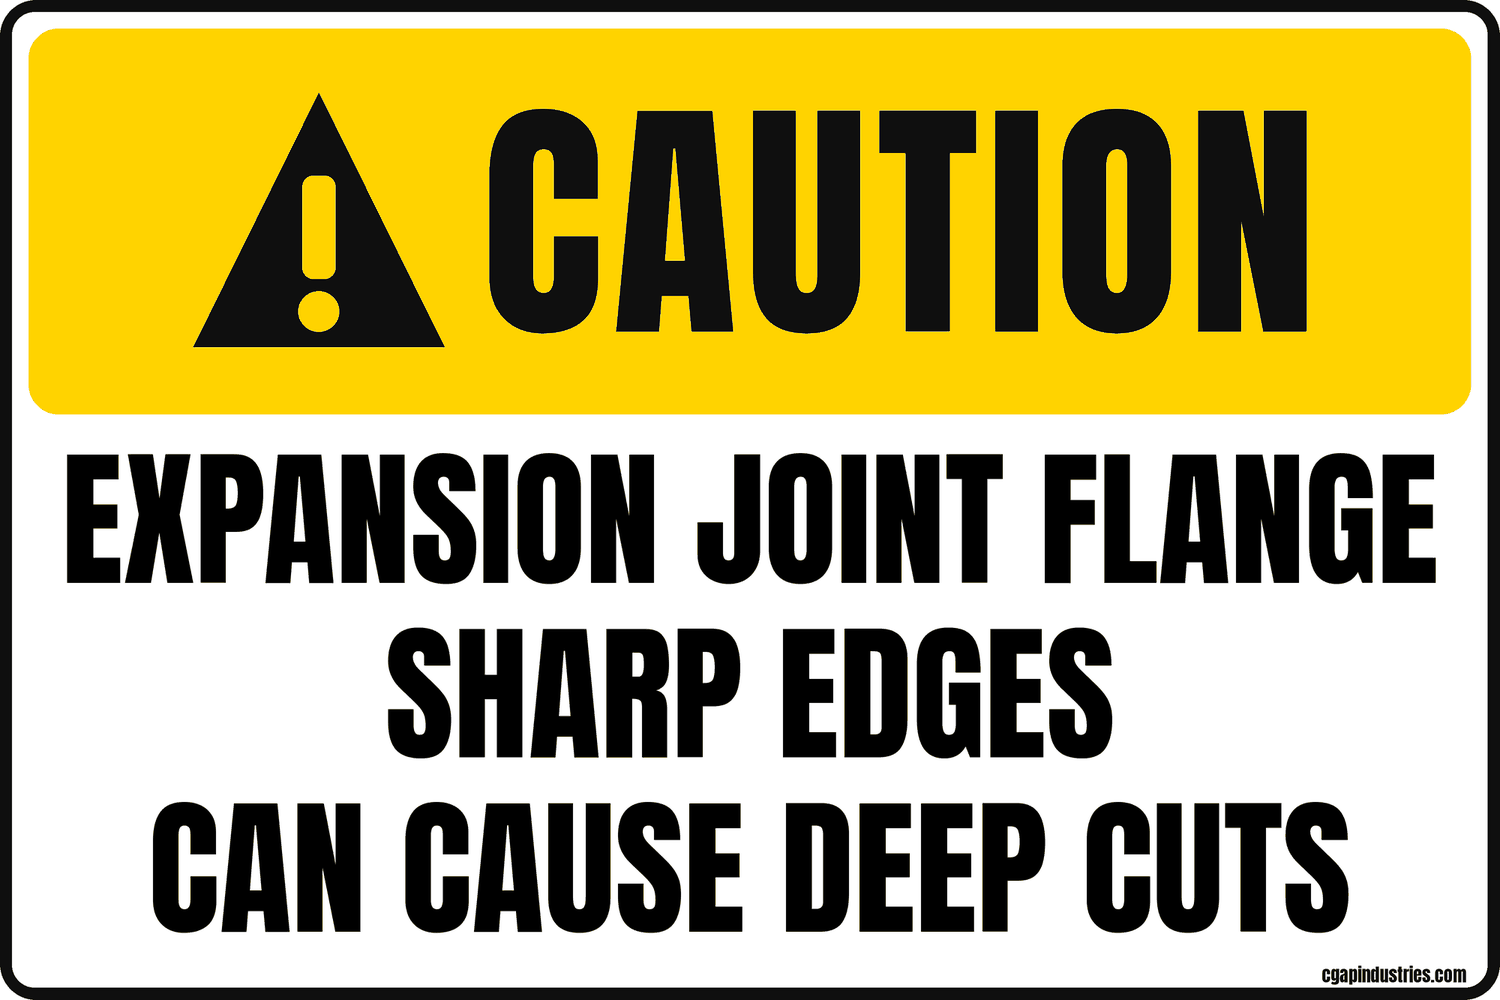 CAUTION
EXPANSION JOINT FLANGE
SHARP EDGES
CAN CAUSE DEEP CUTS
cgapindustries.com